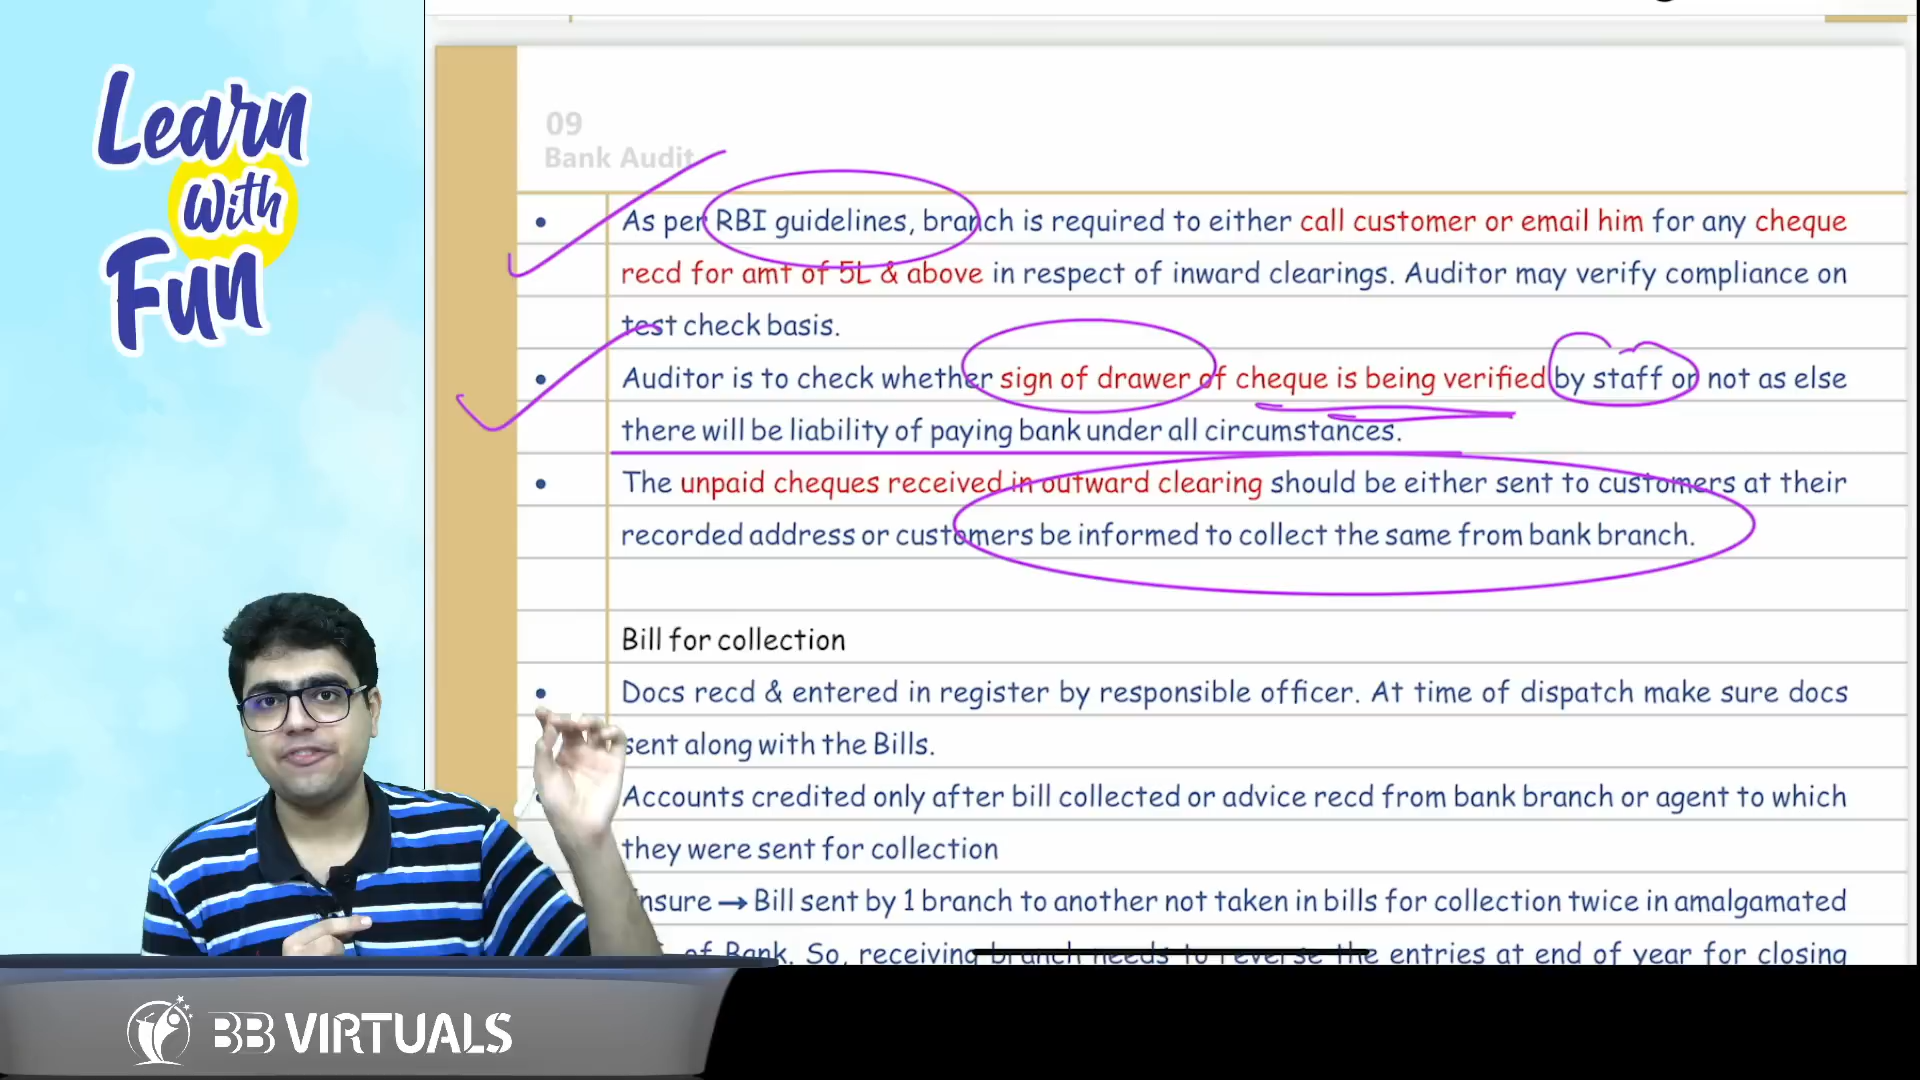 Learn
With
Fun
09
Bank Audit
• As per RBI guidelines, branch is required to either call customer or email him for any cheque
recd for amt of 5L & above in respect of inward clearings. Auditor may verify compliance on
test check basis.
• Auditor is to check whether sign of drawer of cheque is being verified by staff or not as else
there will be liability of paying bank under all circumstances.
• The unpaid cheques received in outward clearing should be either sent to customers at their
recorded address or customers be informed to collect the same from bank branch.
Bill for collection
• Docs recd & entered in register by responsible officer. At time of dispatch make sure docs
sent along with the Bills.
Accounts credited only after bill collected or advice recd from bank branch or agent to which
they were sent for collection
→ Bill sent by 1 branch to another not taken in bills for collection twice in amalgamated
of Bank. So, receiving branch needs to reverse the entries at end of year for closing
BB VIRTUALS